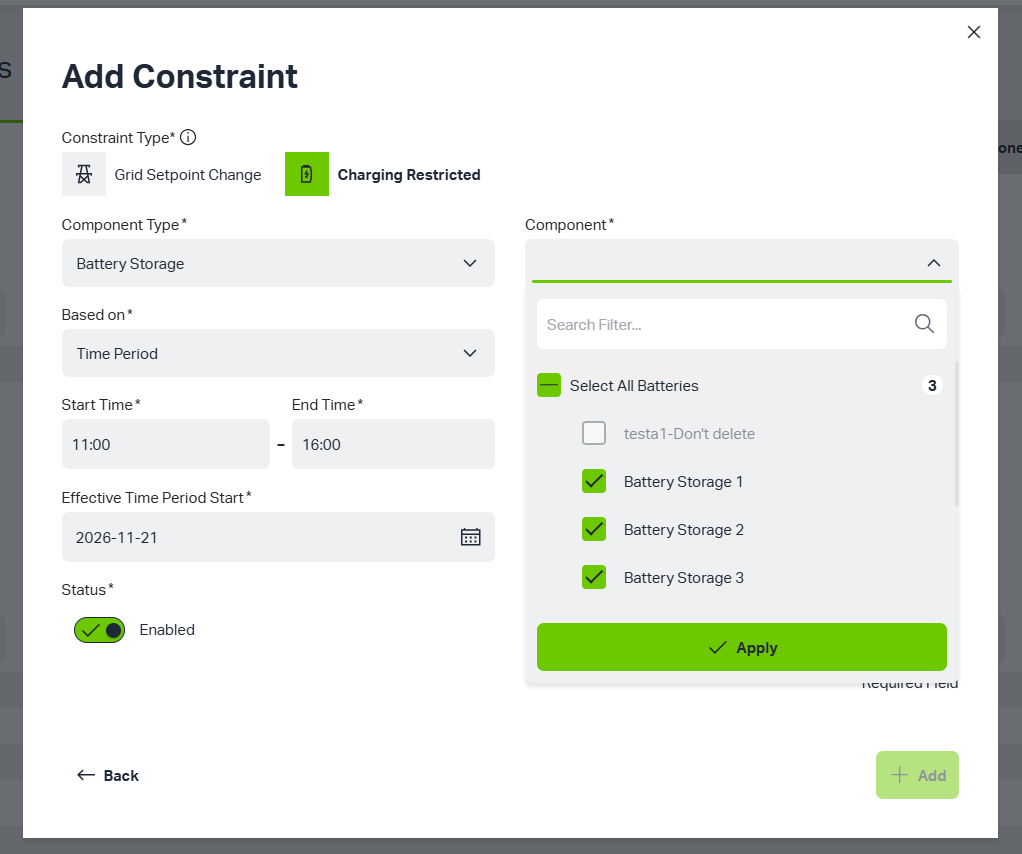 Add Constraint
Constraint Type*
Grid Setpoint Change
Charging Restricted
Component Type*
Battery Storage
Based on*
Time Period
Start Time*
End Time*
11:00
–
16:00
Effective Time Period Start*
2026-11-21
Status*
Enabled
Component*
Search Filter...
Select All Batteries
3
testa1-Don't delete
Battery Storage 1
Battery Storage 2
Battery Storage 3
Apply
Required Field
Back
Add